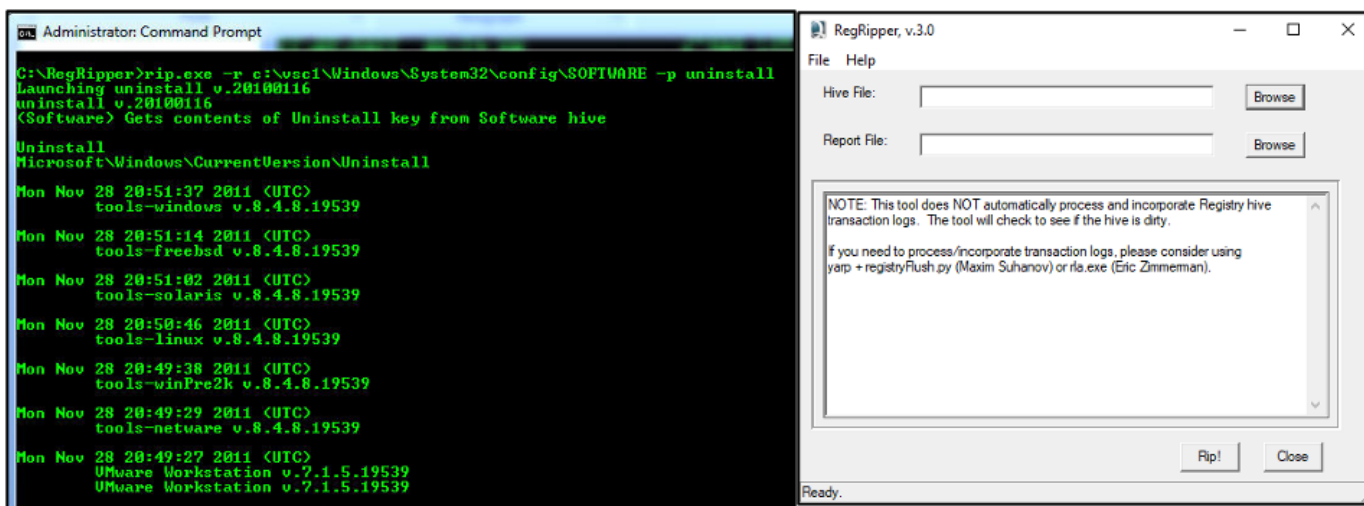 Administrator: Command Prompt
C:\RegRipper>rip.exe -r c:\vsc1\Windows\System32\config\SOFTWARE -p uninstall
Launching uninstall v.20100116
uninstall v.20100116
(Software) Gets contents of Uninstall key from Software hive
Uninstall
Microsoft\Windows\CurrentVersion\Uninstall
Mon Nov 28 20:51:37 2011 (UTC)
tools-windows v.8.4.8.19539
Mon Nov 28 20:51:14 2011 (UTC)
tools-freebsd v.8.4.8.19539
Mon Nov 28 20:51:02 2011 (UTC)
tools-solaris v.8.4.8.19539
Mon Nov 28 20:50:46 2011 (UTC)
tools-linux v.8.4.8.19539
Mon Nov 28 20:49:38 2011 (UTC)
tools-winPre2k v.8.4.8.19539
Mon Nov 28 20:49:29 2011 (UTC)
tools-netware v.8.4.8.19539
Mon Nov 28 20:49:27 2011 (UTC)
VMware Workstation v.7.1.5.19539
VMware Workstation v.7.1.5.19539
RegRipper, v.3.0
File Help
Hive File:
Browse
Report File:
Browse
NOTE: This tool does NOT automatically process and incorporate Registry hive
transaction logs. The tool will check to see if the hive is dirty.
If you need to process/incorporate transaction logs, please consider using
yarp + registryFlush.py (Maxim Suhanov) or rla.exe (Eric Zimmerman).
Rip!
Close
Ready.